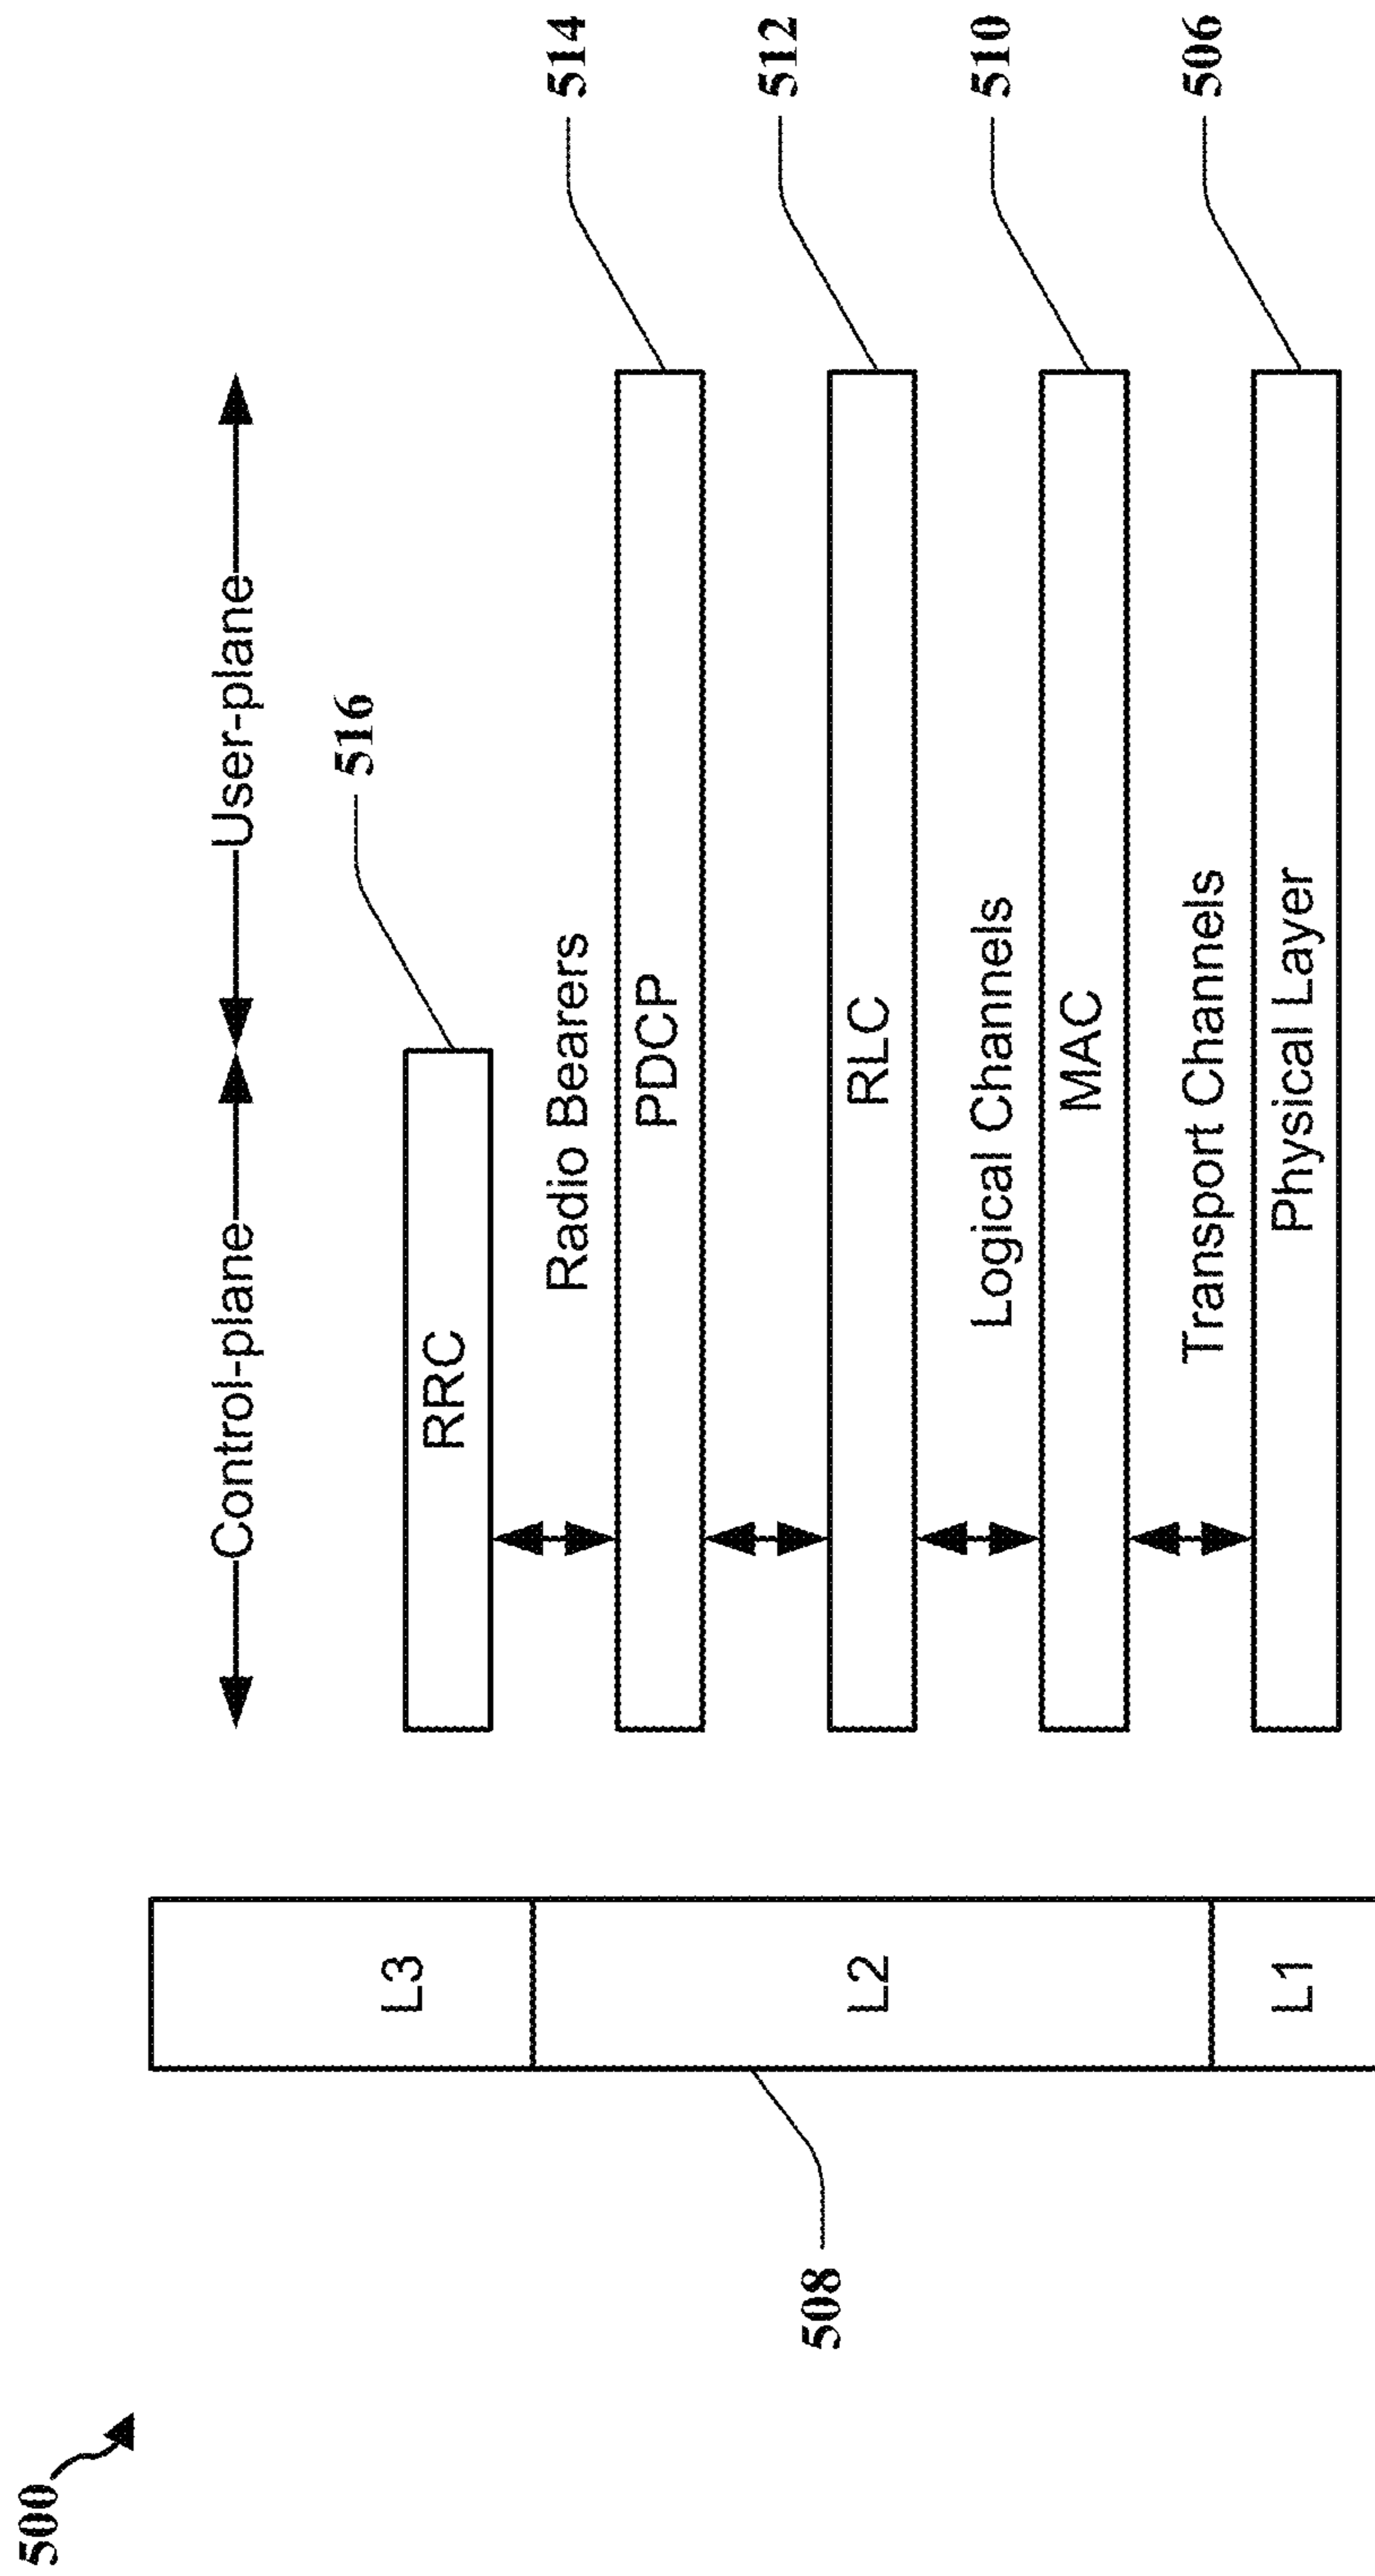 500
Control-plane
User-plane
516
L3
RRC
Radio Bearers
514
PDCP
508
512
L2
RLC
Logical Channels
510
MAC
Transport Channels
506
L1
Physical Layer